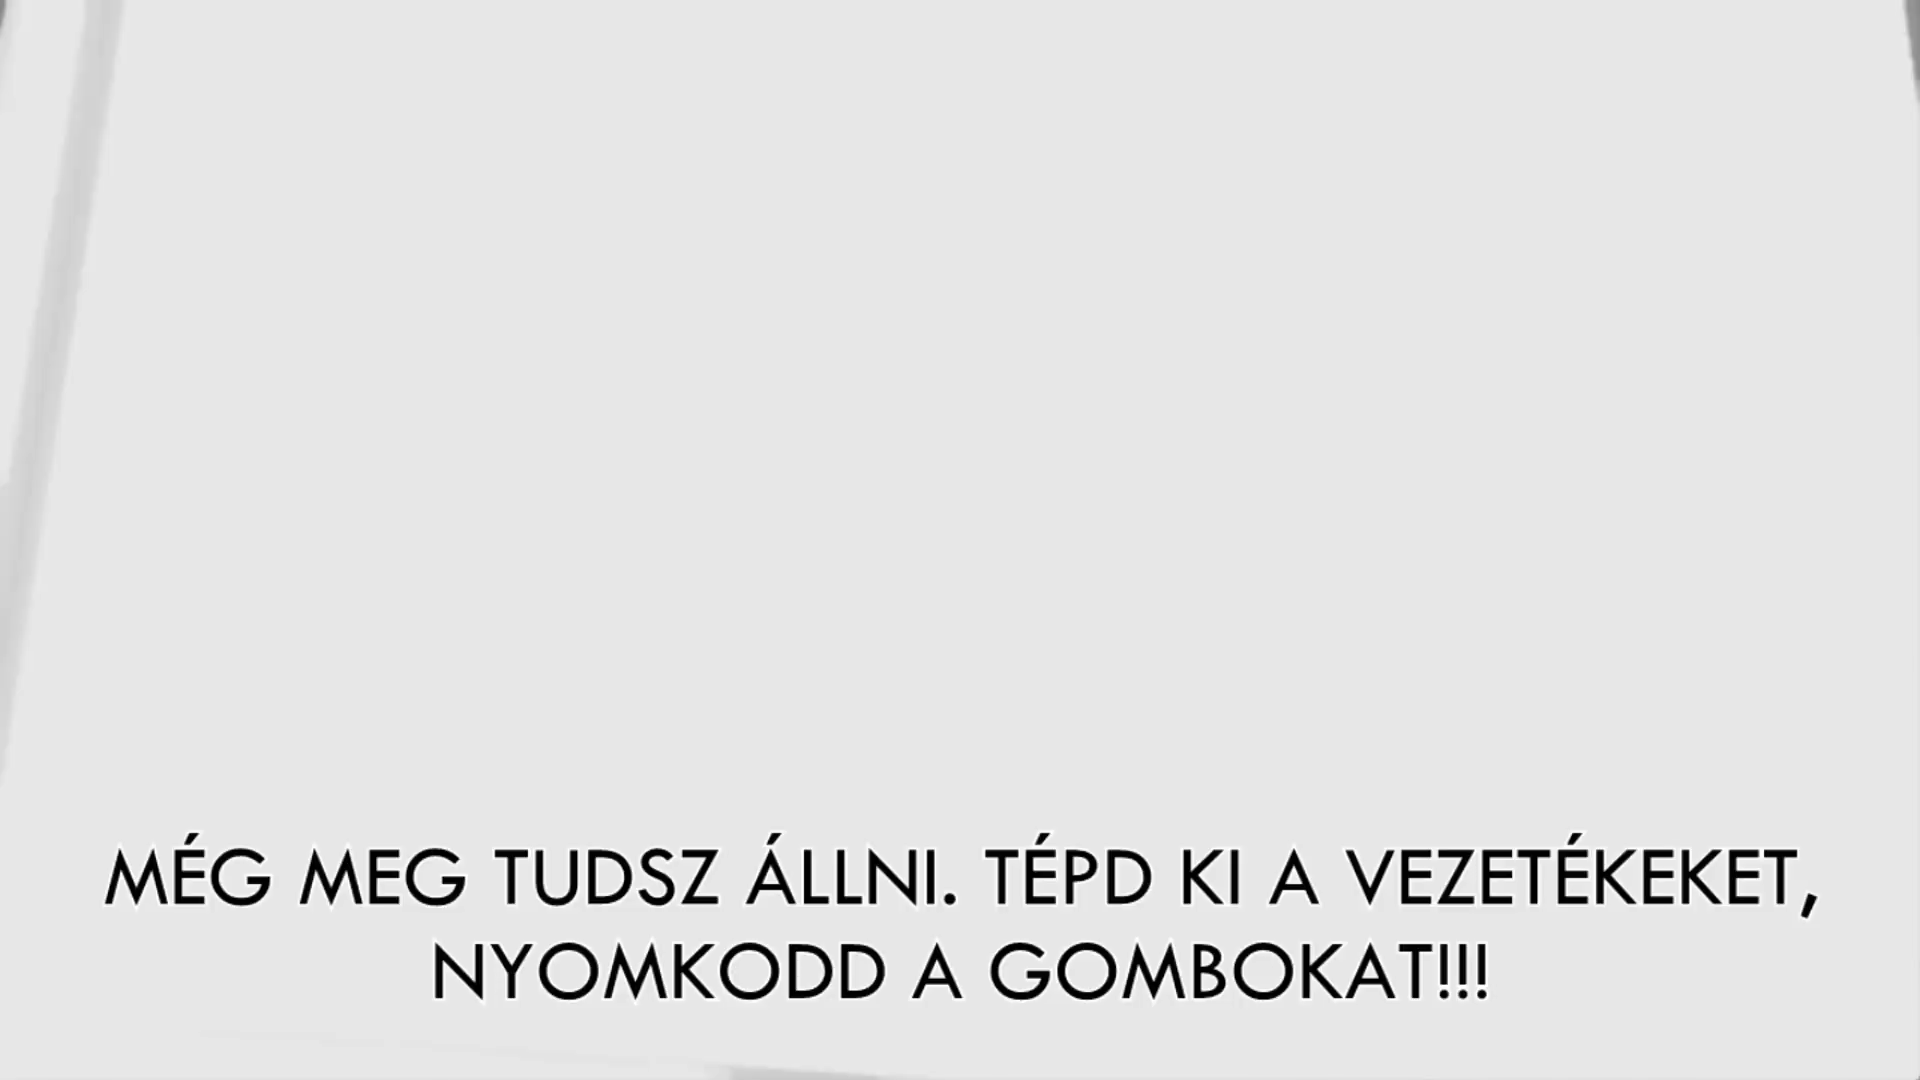 MÉG MEG TUDSZ ÁLLNI. TÉPD KI A VEZETÉKEKET,
NYOMKODD A GOMBOKAT!!!